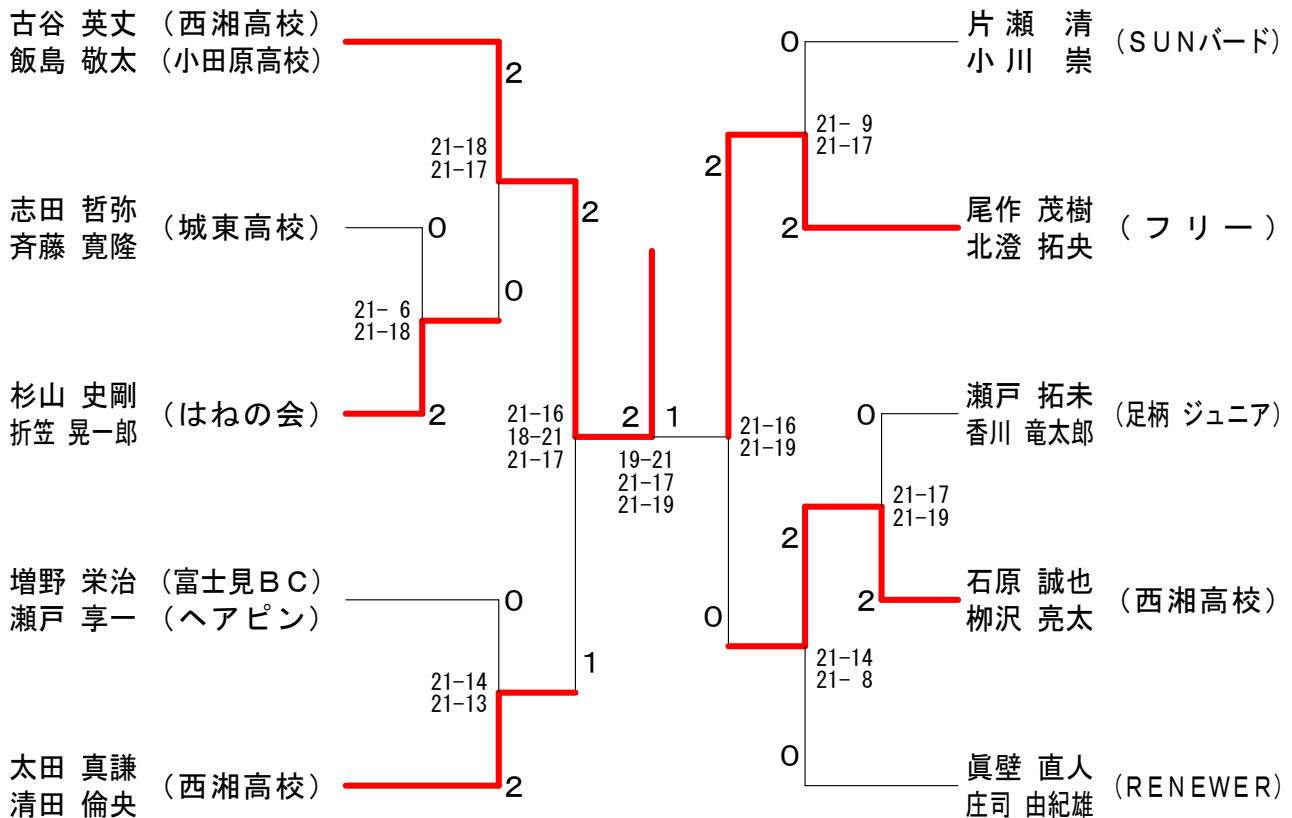 古谷 英丈 （西湘高校）
飯島 敬太 （小田原高校）
2
21-18
21-17
志田 哲弥
斉藤 寛隆
（城東高校）
0
0
21- 6
21-18
杉山 史剛
折笠 晃一郎
（はねの会）
2
2
21-16
18-21
21-17
2
1
19-21
21-17
21-19
増野 栄治 （富士見ＢＣ）
瀬戸 享一 （ヘアピン）
0
1
21-14
21-13
太田 真謙
清田 倫央
（西湘高校）
2
0
片瀬 清
小川 崇
（ＳＵＮバード）
21- 9
21-17
2
2
尾作 茂樹
北澄 拓央
（フリー）
0
瀬戸 拓未
香川 竜太郎
（足柄 ジュニア）
21-16
21-19
21-17
21-19
2
2
石原 誠也
栁沢 亮太
（西湘高校）
0
21-14
21- 8
0
眞壁 直人
庄司 由紀雄
（ＲＥＮＥＷＥＲ）